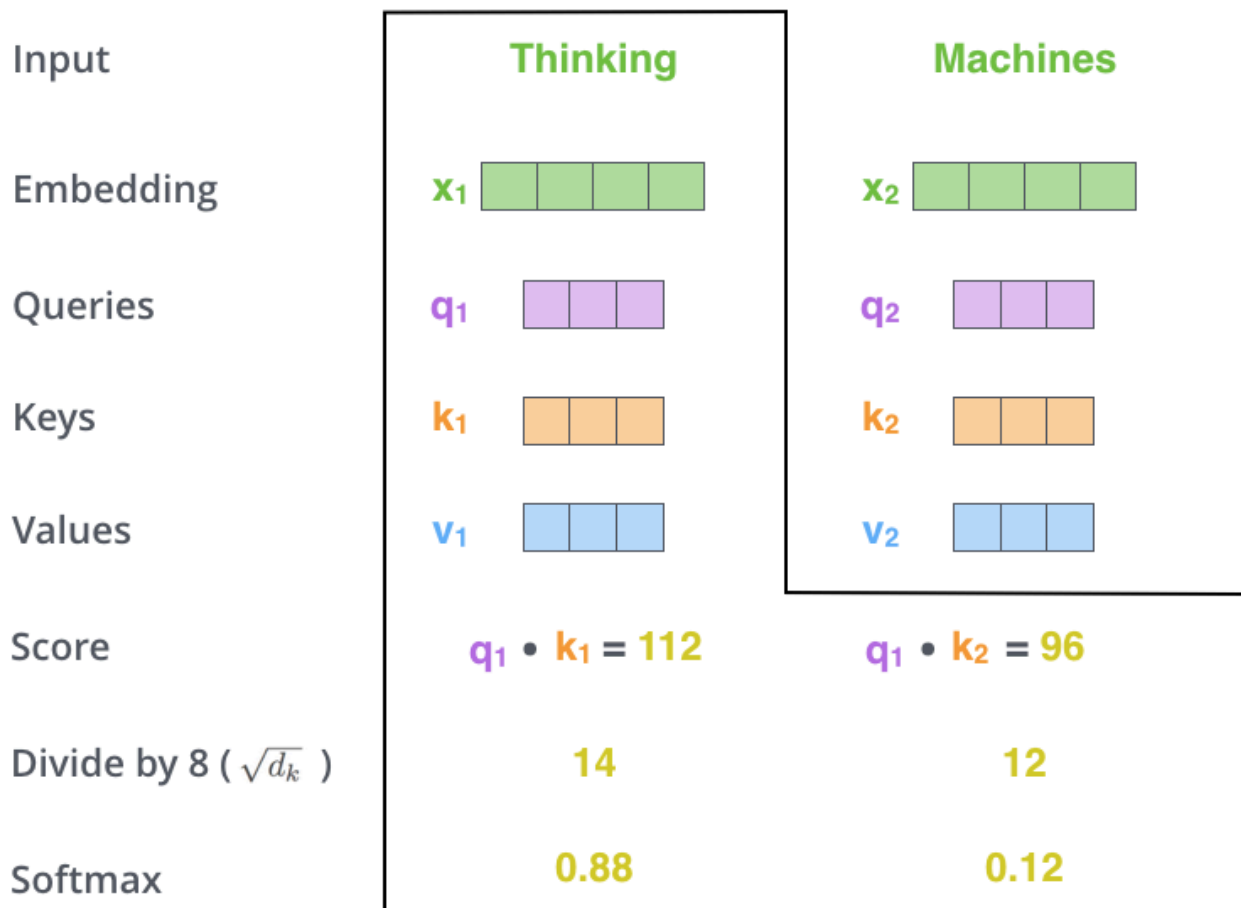 Input Thinking Machines
Embedding x₁ x₂
Queries q₁ q₂
Keys k₁ k₂
Values v₁ v₂
Score q₁ • k₁ = 112 q₁ • k₂ = 96
Divide by 8 ( √dₖ ) 14 12
Softmax 0.88 0.12